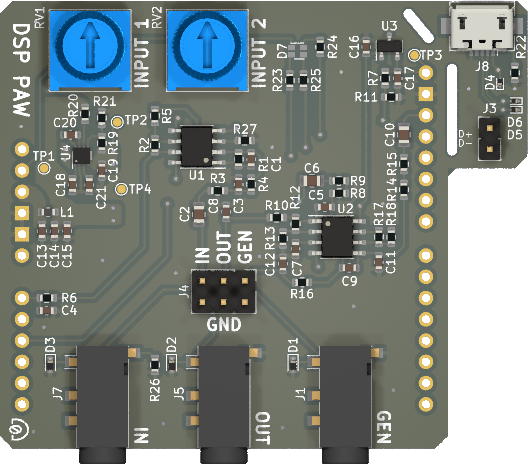 RV1
INPUT 1
RV2
INPUT 2
DSP PAW
D7
R24
R23
R25
C16
U3
TP3
R7
C17
R11
J8
R22
D4
J3
D6
D5
D+
D-
R20
R21
C20
TP2
R5
U4
R19
R2
TP1
C18
C19
C21
TP4
U1
R27
R1
C1
R4
R3
C8
C3
C2
C10
R15
R14
C6
R9
R8
C5
R10
R12
R13
U2
R17
R18
C12
C7
C9
C11
R16
L1
C13
C14
C15
IN
OUT
GEN
J4
GND
R6
C4
D3
D2
D1
R26
J7
J5
J1
IN
OUT
GEN